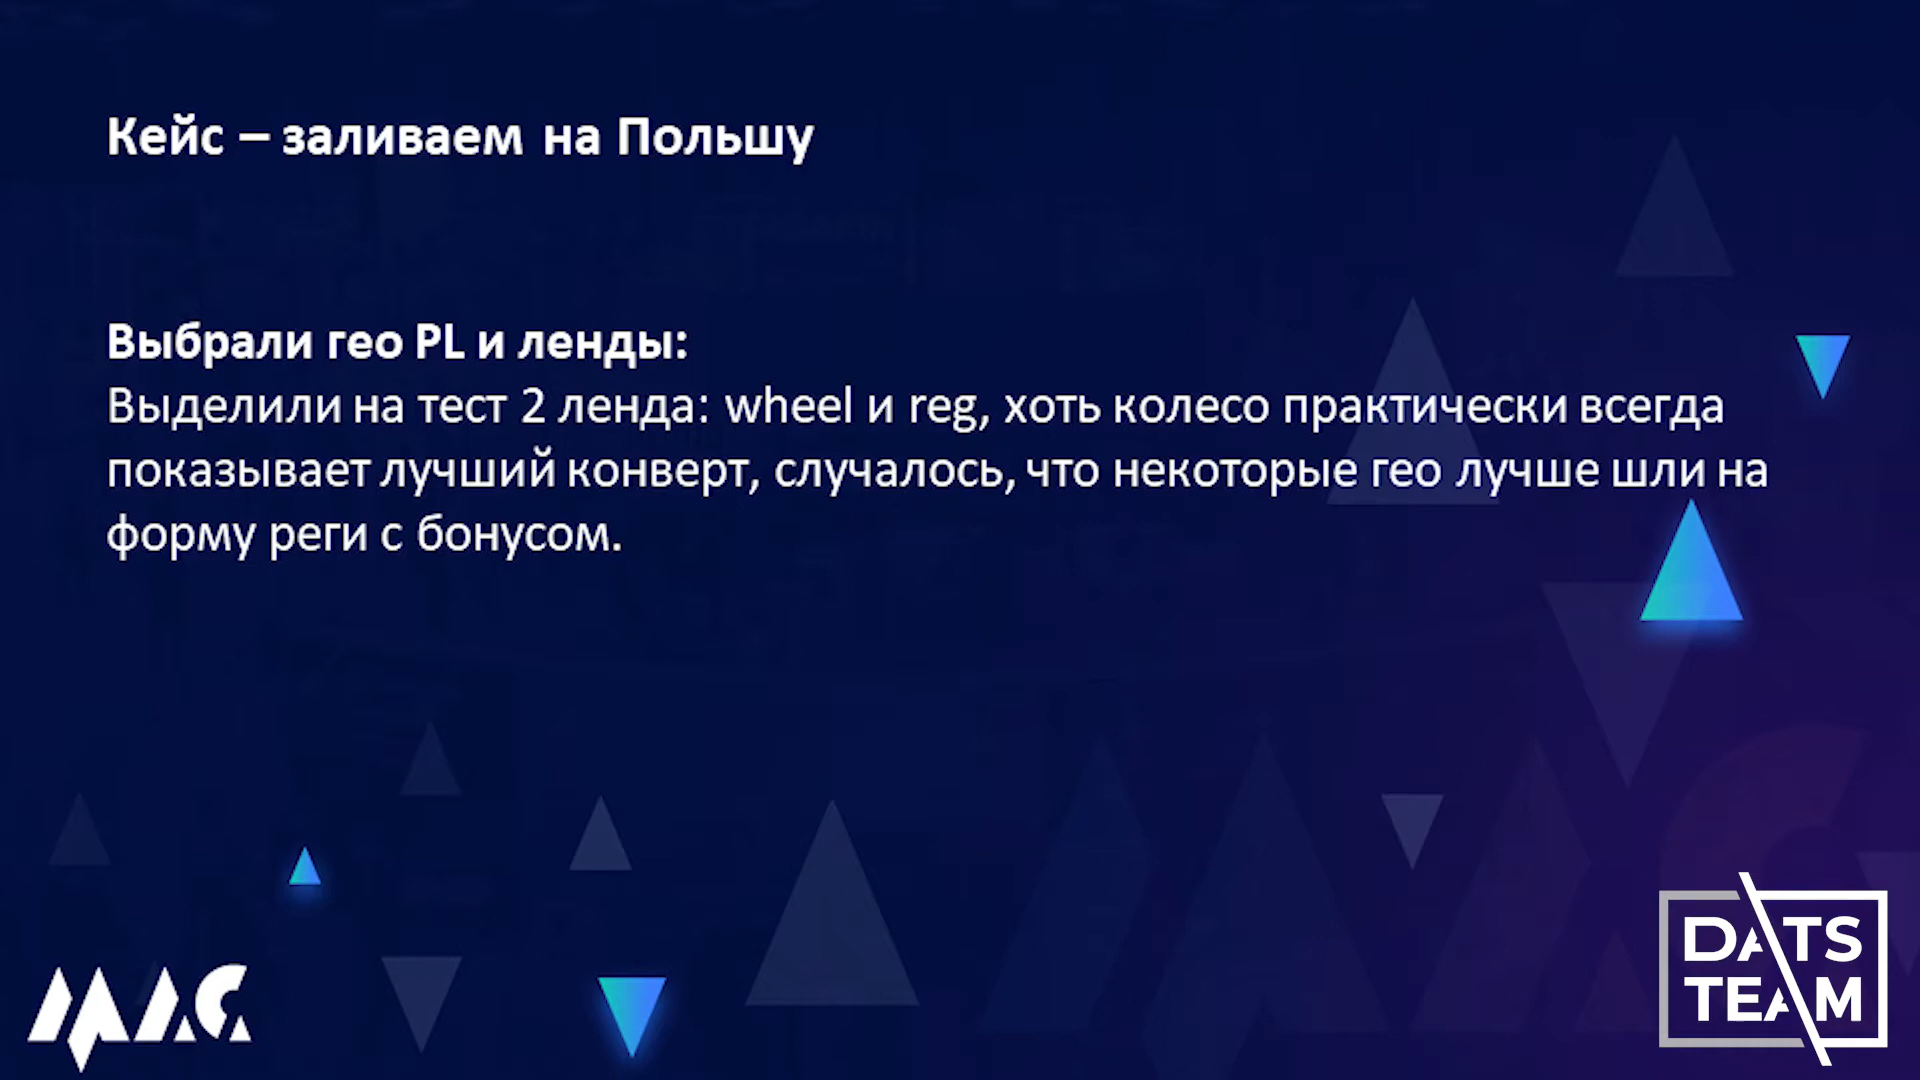 Кейс – заливаем на Польшу
Выбрали гео PL и ленды:
Выделили на тест 2 ленда: wheel и reg, хоть колесо практически всегда
показывает лучший конверт, случалось, что некоторые гео лучше шли на
форму реги с бонусом.
MAC
DATS
TEAM